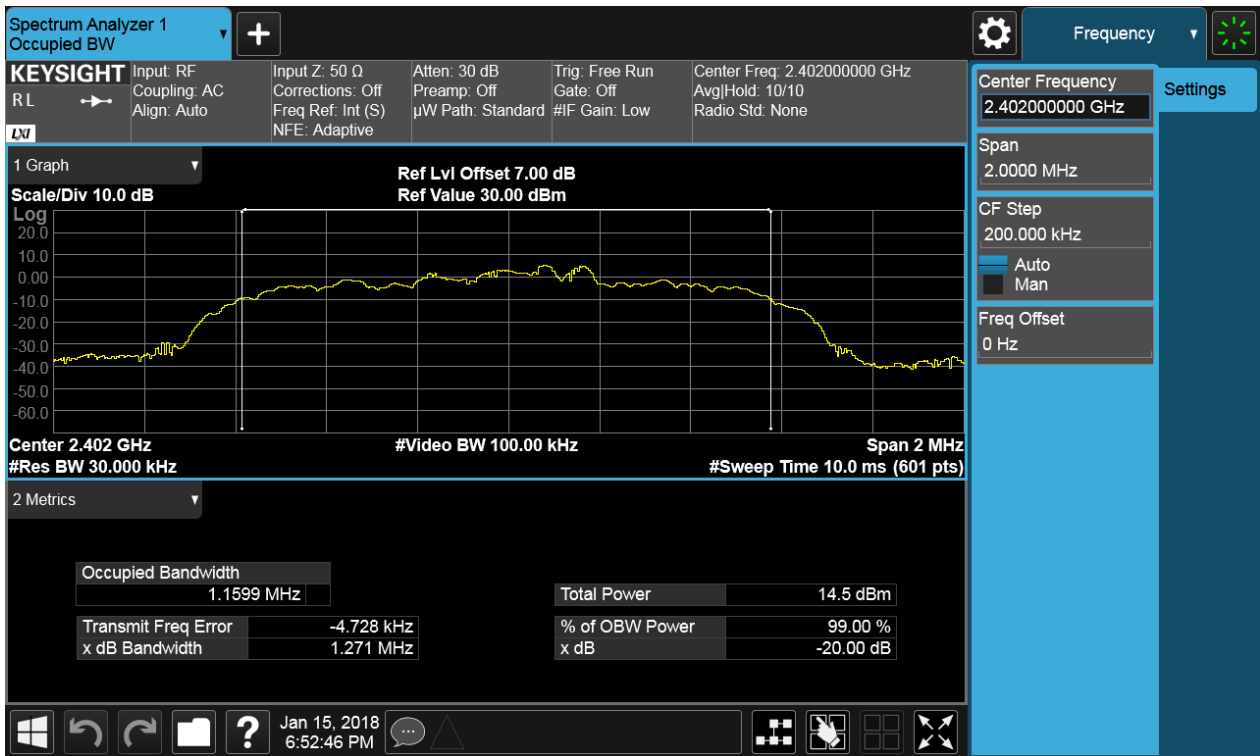 Spectrum Analyzer 1
Occupied BW
Frequency
KEYSIGHT
RL
LXI
Input: RF
Coupling: AC
Align: Auto
Input Z: 50 Ω
Corrections: Off
Freq Ref: Int (S)
NFE: Adaptive
Atten: 30 dB
Preamp: Off
µW Path: Standard
Trig: Free Run
Gate: Off
#IF Gain: Low
Center Freq: 2.402000000 GHz
Avg|Hold: 10/10
Radio Std: None
Center Frequency
2.402000000 GHz
Settings
Span
2.0000 MHz
CF Step
200.000 kHz
Auto
Man
Freq Offset
0 Hz
1 Graph
Scale/Div 10.0 dB
Ref Lvl Offset 7.00 dB
Ref Value 30.00 dBm
Log
20.0
10.0
0.00
-10.0
-20.0
-30.0
-40.0
-50.0
-60.0
Center 2.402 GHz
#Video BW 100.00 kHz
Span 2 MHz
#Res BW 30.000 kHz
#Sweep Time 10.0 ms (601 pts)
2 Metrics
Occupied Bandwidth
1.1599 MHz
Total Power 14.5 dBm
Transmit Freq Error -4.728 kHz
% of OBW Power 99.00 %
x dB Bandwidth 1.271 MHz
x dB -20.00 dB
?
Jan 15, 2018
6:52:46 PM